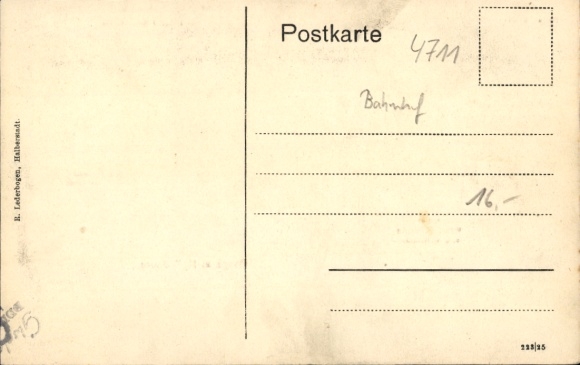 Postkarte
4711
Bahnhof
R. Lederbogen, Halberstadt.
16,-
223|25